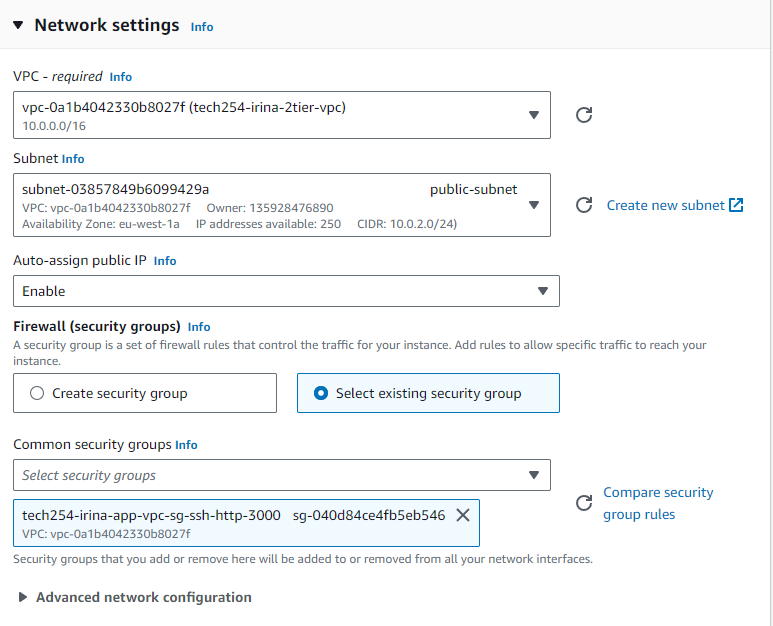 Network settings Info
VPC - required Info
vpc-0a1b4042330b8027f (tech254-irina-2tier-vpc)
10.0.0.0/16
Subnet Info
subnet-03857849b6099429a public-subnet
VPC: vpc-0a1b4042330b8027f Owner: 135928476890
Availability Zone: eu-west-1a IP addresses available: 250 CIDR: 10.0.2.0/24)
Create new subnet
Auto-assign public IP Info
Enable
Firewall (security groups) Info
A security group is a set of firewall rules that control the traffic for your instance. Add rules to allow specific traffic to reach your
instance.
Create security group
Select existing security group
Common security groups Info
Select security groups
tech254-irina-app-vpc-sg-ssh-http-3000 sg-040d84ce4fb5eb546
VPC: vpc-0a1b4042330b8027f
Compare security
group rules
Security groups that you add or remove here will be added to or removed from all your network interfaces.
Advanced network configuration